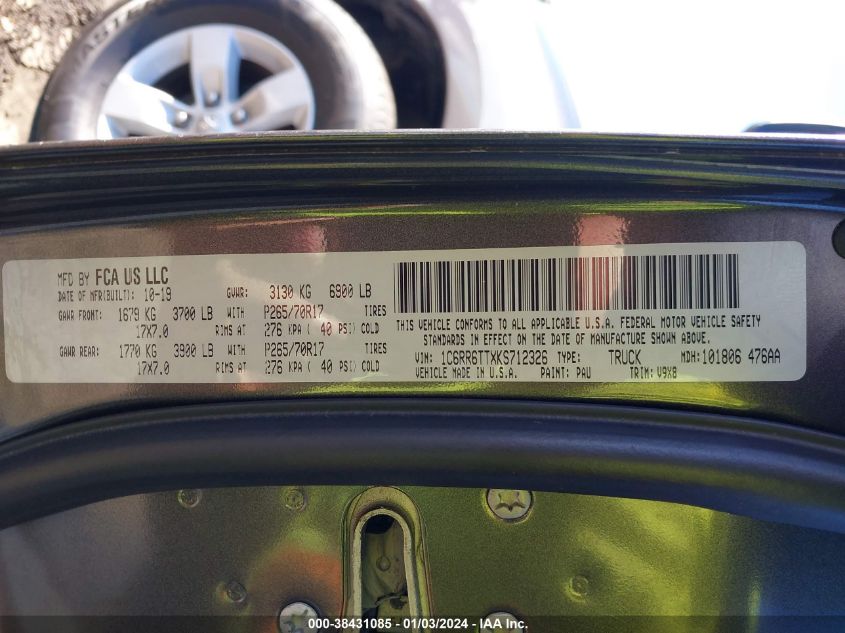 MFD BY FCA US LLC
DATE OF MFR(BUILT): 10-19 GVWR: 3130 KG 6900 LB
GAWR FRONT: 1679 KG 3700 LB WITH P265/70R17 TIRES
17X7.0 RIMS AT 276 KPA ( 40 PSI) COLD
GAWR REAR: 1770 KG 3900 LB WITH P265/70R17 TIRES
17X7.0 RIMS AT 276 KPA ( 40 PSI) COLD
THIS VEHICLE CONFORMS TO ALL APPLICABLE U.S.A. FEDERAL MOTOR VEHICLE SAFETY
STANDARDS IN EFFECT ON THE DATE OF MANUFACTURE SHOWN ABOVE.
VIN: 1C6RR6TTXKS712326 TYPE: TRUCK MDH: 101806 476AA
VEHICLE MADE IN U.S.A. PAINT: PAU TRIM: V9X8
000-38431085 - 01/03/2024 - IAA Inc.